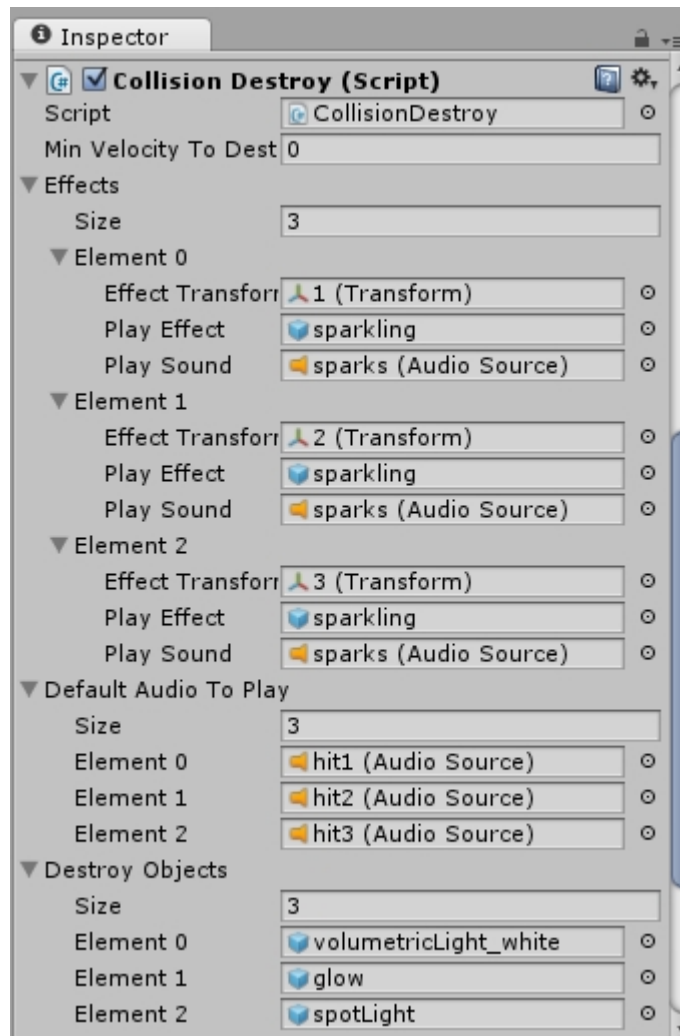 Inspector
Collision Destroy (Script)
Script CollisionDestroy
Min Velocity To Dest 0
Effects
Size 3
Element 0
Effect Transforr 1 (Transform)
Play Effect sparkling
Play Sound sparks (Audio Source)
Element 1
Effect Transforr 2 (Transform)
Play Effect sparkling
Play Sound sparks (Audio Source)
Element 2
Effect Transforr 3 (Transform)
Play Effect sparkling
Play Sound sparks (Audio Source)
Default Audio To Play
Size 3
Element 0 hit1 (Audio Source)
Element 1 hit2 (Audio Source)
Element 2 hit3 (Audio Source)
Destroy Objects
Size 3
Element 0 volumetricLight_white
Element 1 glow
Element 2 spotLight